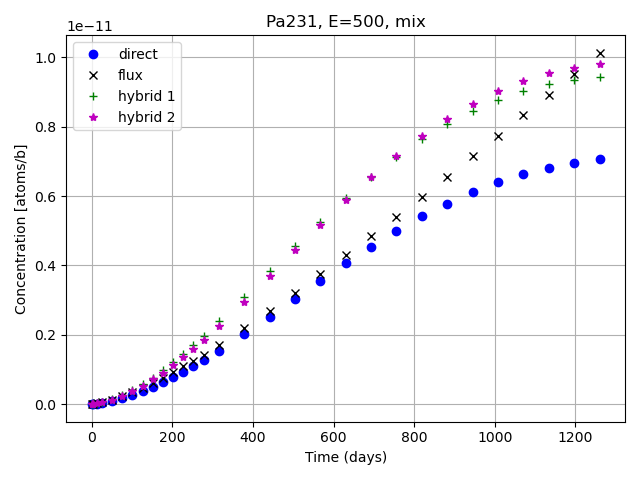 Pa231, E=500, mix
1e−11
direct
flux
hybrid 1
hybrid 2
Concentration [atoms/b]
1.0
0.8
0.6
0.4
0.2
0.0
0
200
400
600
800
1000
1200
Time (days)